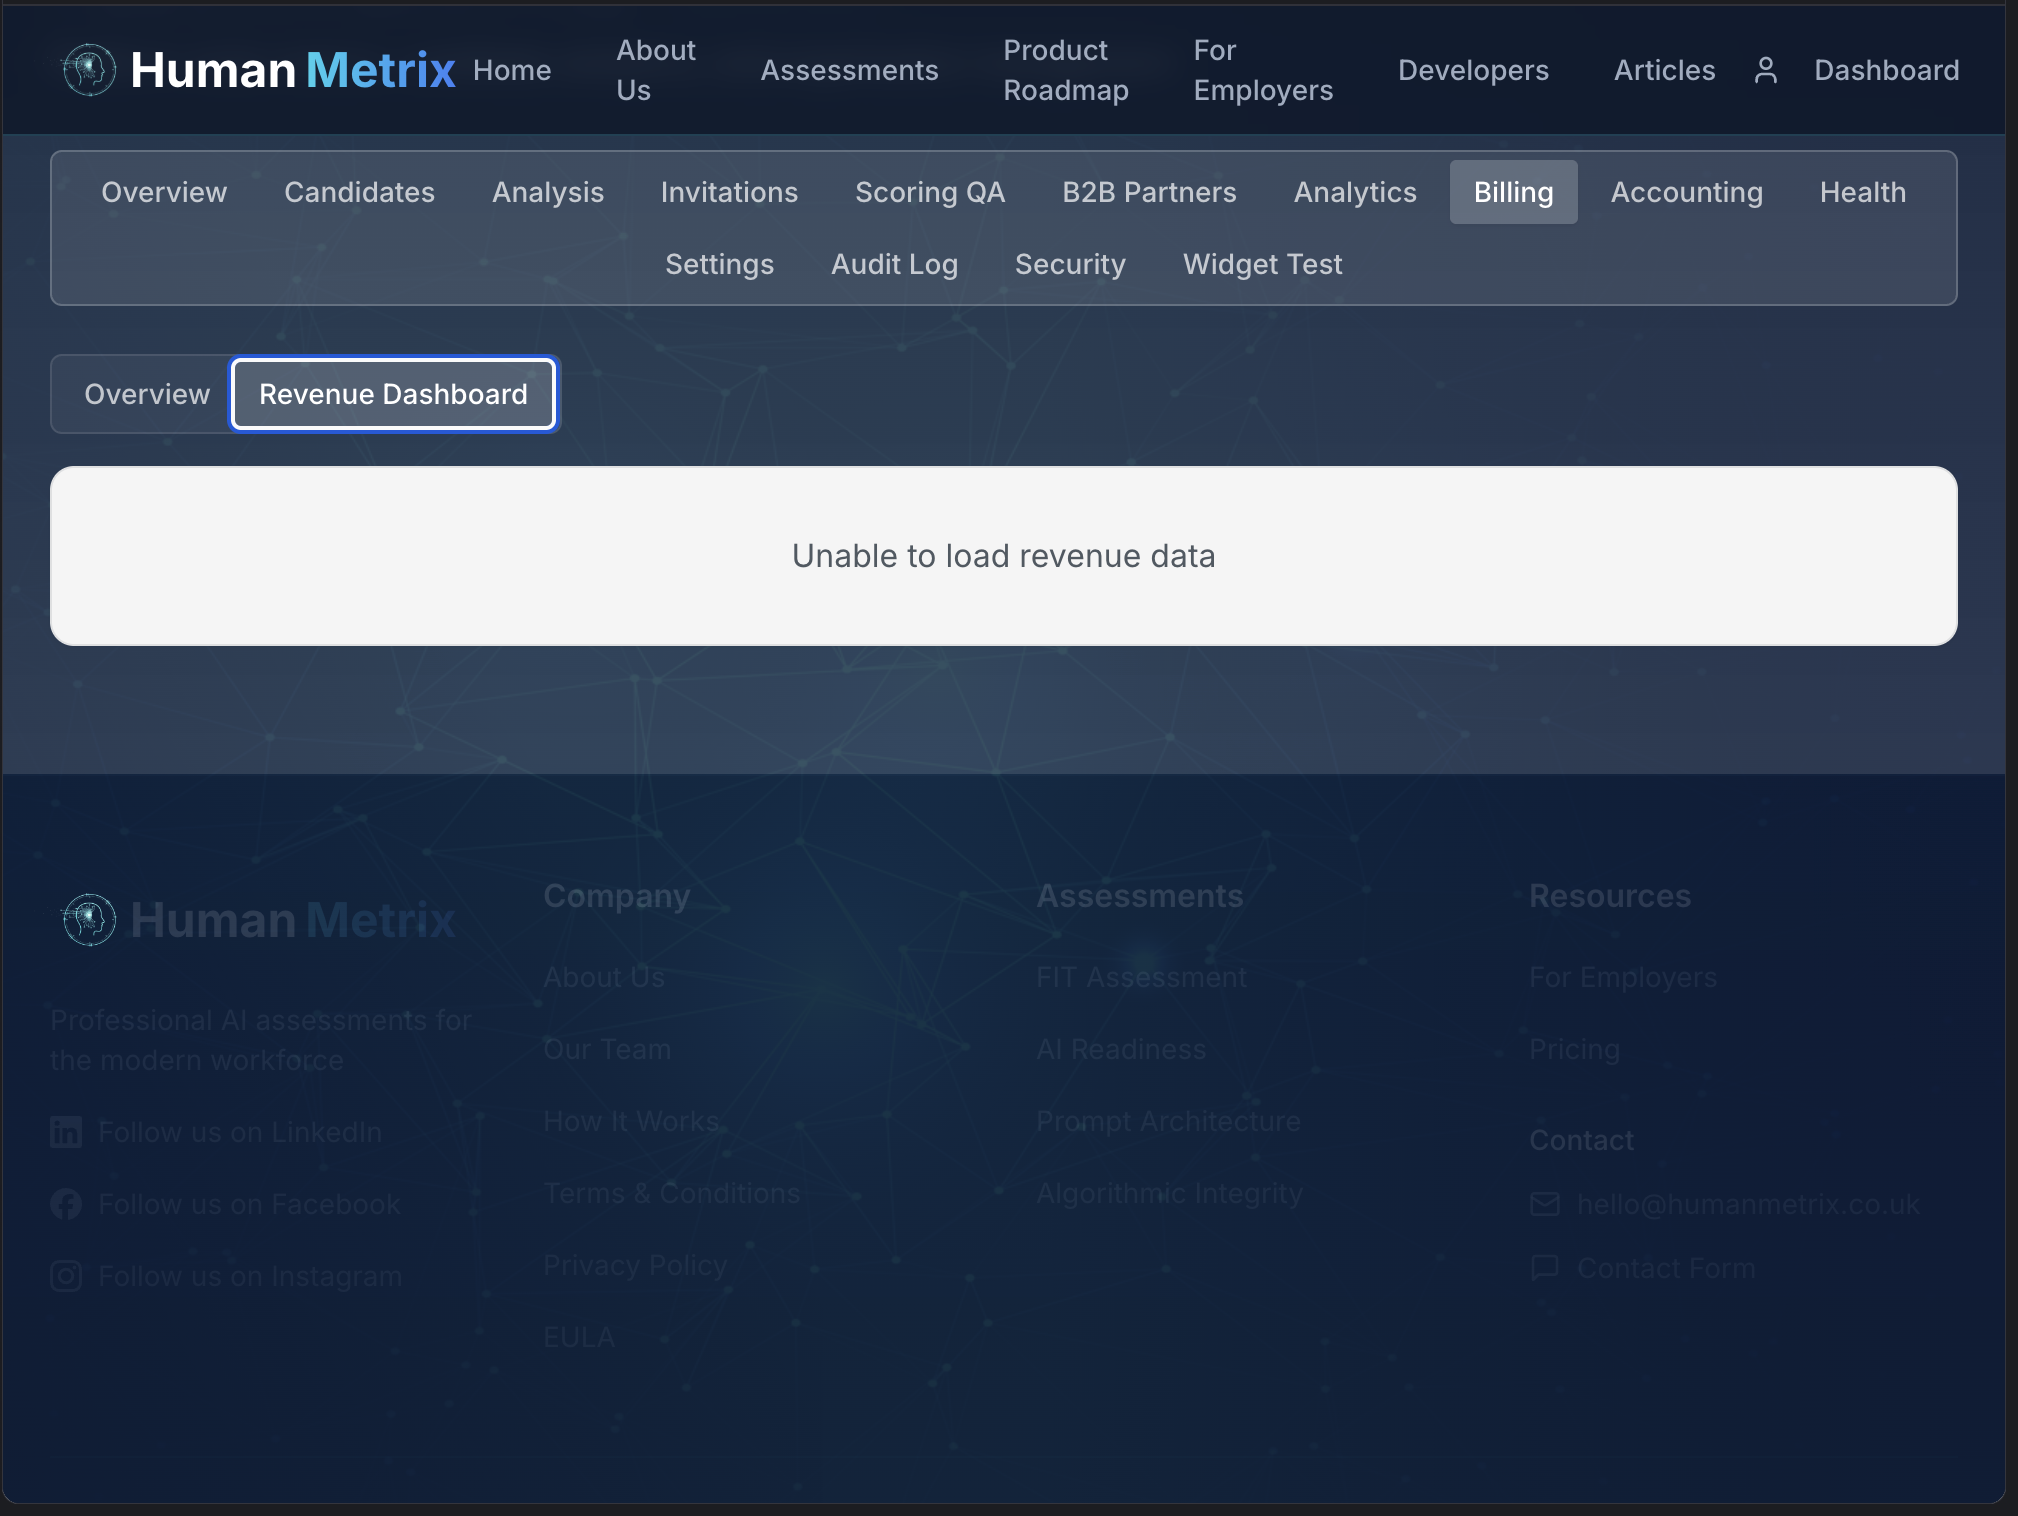 Human Metrix
Home
About
Us
Assessments
Product
Roadmap
For
Employers
Developers
Articles
Dashboard
Overview
Candidates
Analysis
Invitations
Scoring QA
B2B Partners
Analytics
Billing
Accounting
Health
Settings
Audit Log
Security
Widget Test
Overview
Revenue Dashboard
Unable to load revenue data
Human Metrix
Professional AI assessments for
the modern workforce
Follow us on LinkedIn
Follow us on Facebook
Follow us on Instagram
Company
About Us
Our Team
How It Works
Terms & Conditions
Privacy Policy
EULA
Assessments
FIT Assessment
AI Readiness
Prompt Architecture
Algorithmic Integrity
Resources
For Employers
Pricing
Contact
hello@humanmetrix.co.uk
Contact Form